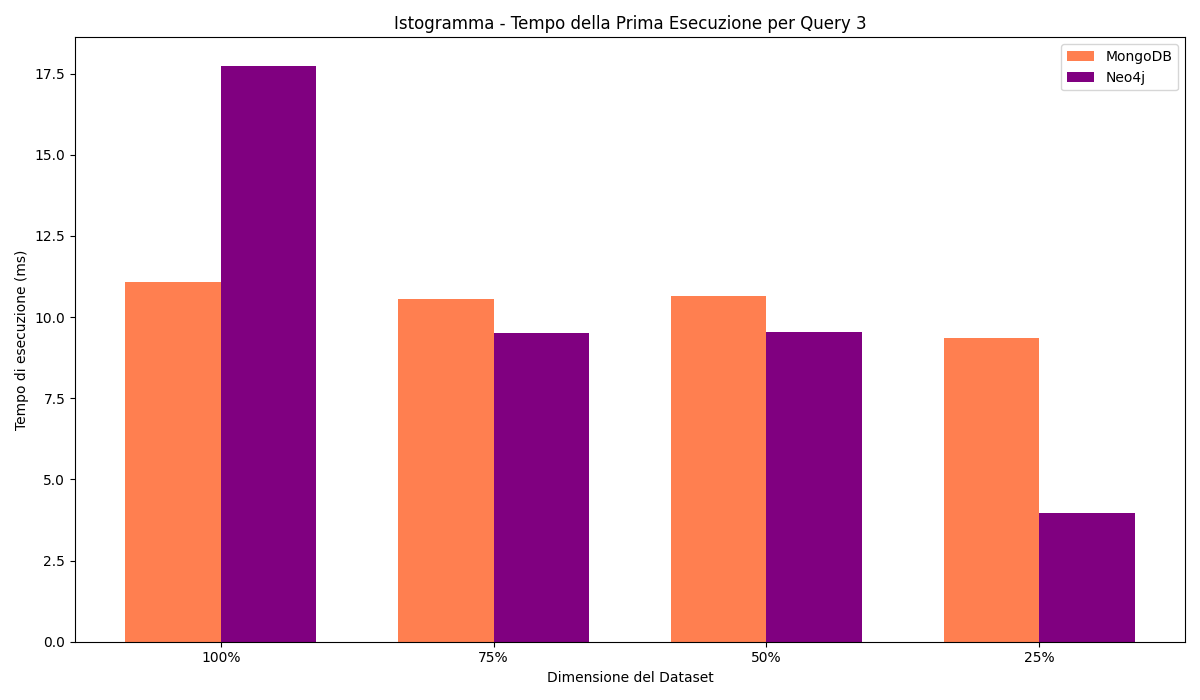 Istogramma - Tempo della Prima Esecuzione per Query 3
MongoDB
Neo4j
Tempo di esecuzione (ms)
17.5
15.0
12.5
10.0
7.5
5.0
2.5
0.0
100%
75%
50%
25%
Dimensione del Dataset